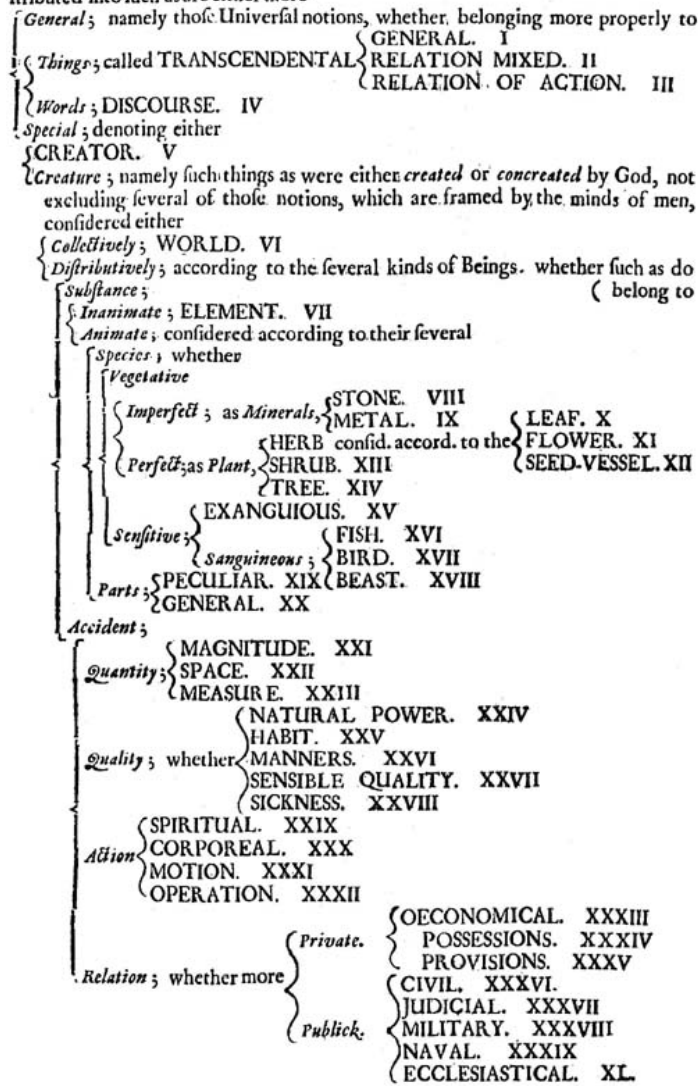 General; namely thoſe Univerſal notions, whether belonging more properly to
GENERAL. I
Things; called TRANSCENDENTAL RELATION MIXED. II
RELATION OF ACTION. III
Words; DISCOURSE. IV
Special; denoting either
CREATOR. V
Creature; namely ſuch things as were either created or concreated by God, not
excluding ſeveral of thoſe notions, which are framed by the minds of men,
conſidered either
Collectively; WORLD. VI
Diſtributively; according to the ſeveral kinds of Beings. whether ſuch as do
Subſtance; ( belong to
Inanimate; ELEMENT. VII
Animate; conſidered according to their ſeveral
Species; whether
Vegetative
Imperfect; as Minerals, STONE. VIII
METAL. IX
LEAF. X
HERB conſid. accord. to the FLOWER. XI
Perfect; as Plant, SHRUB. XIII SEED-VESSEL. XII
TREE. XIV
EXANGUIOUS. XV
Senſitive; FISH. XVI
Sanguineous; BIRD. XVII
Parts; PECULIAR. XIX BEAST. XVIII
GENERAL. XX
Accident;
MAGNITUDE. XXI
Quantity; SPACE. XXII
MEASURE. XXIII
NATURAL POWER. XXIV
HABIT. XXV
Quality; whether MANNERS. XXVI
SENSIBLE QUALITY. XXVII
SICKNESS. XXVIII
SPIRITUAL. XXIX
Action CORPOREAL. XXX
MOTION. XXXI
OPERATION. XXXII
OECONOMICAL. XXXIII
Private. POSSESSIONS. XXXIV
PROVISIONS. XXXV
Relation; whether more
CIVIL. XXXVI.
JUDICIAL. XXXVII
Publick. MILITARY. XXXVIII
NAVAL. XXXIX
ECCLESIASTICAL. XL.